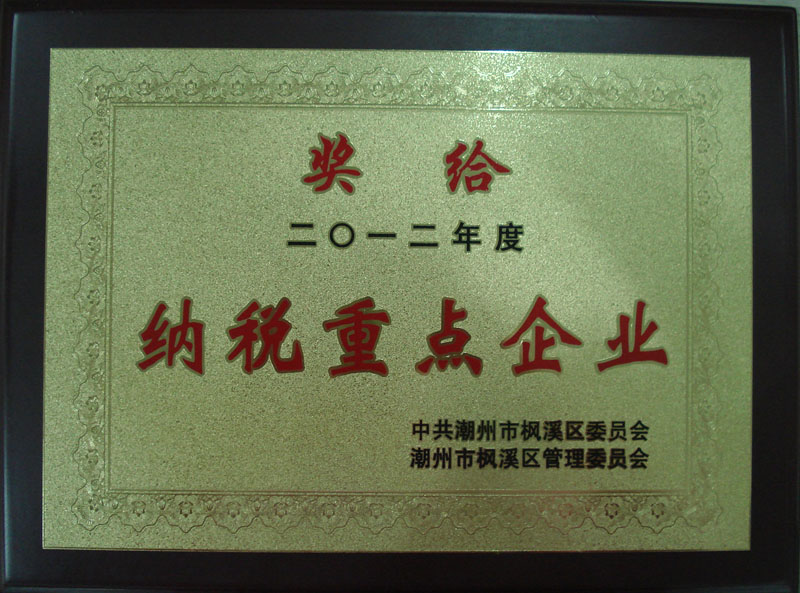 奖给
二〇一二年度
纳税重点企业
中共潮州市枫溪区委员会
潮州市枫溪区管理委员会